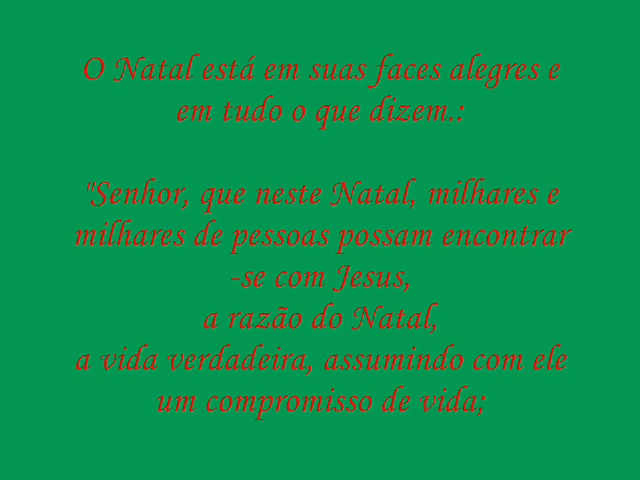 O Natal está em suas faces alegres e
em tudo o que dizem.:
"Senhor, que neste Natal, milhares e
milhares de pessoas possam encontrar
-se com Jesus,
a razão do Natal,
a vida verdadeira, assumindo com ele
um compromisso de vida;